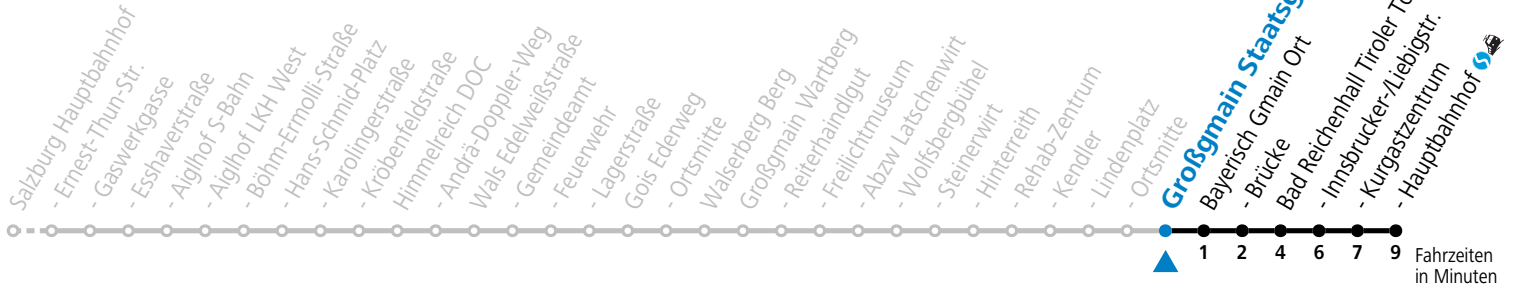 Salzburg Hauptbahnhof
- Ernest-Thun-Str.
- Gaswerkgasse
- Esshaverstraße
- Aiglhof S-Bahn
- Aiglhof LKH West
- Böhm-Ermolli-Straße
- Hans-Schmid-Platz
- Karolingerstraße
- Kröbenfeldstraße
Himmelreich DOC
- Andrä-Doppler-Weg
Wals Edelweißstraße
- Gemeindeamt
- Feuerwehr
- Lagerstraße
Gois Ederweg
- Ortsmitte
Walserberg Berg
Großgmain Wartberg
- Reiterhaindlgut
- Freilichtmuseum
- Abzw Latschenwirt
- Wolfsbergbühel
- Steinerwirt
- Hinterreith
- Rehab-Zentrum
- Kendler
- Lindenplatz
- Ortsmitte
Großgmain
Bayerisch Gmain Ort
- Brücke
Bad Reichenhall Tiroler
- Innsbrucker-/Liebigstr.
- Kurgastzentrum
- Hauptbahnhof
1 2 4 6 7 9 Fahrzeiten
in Minuten